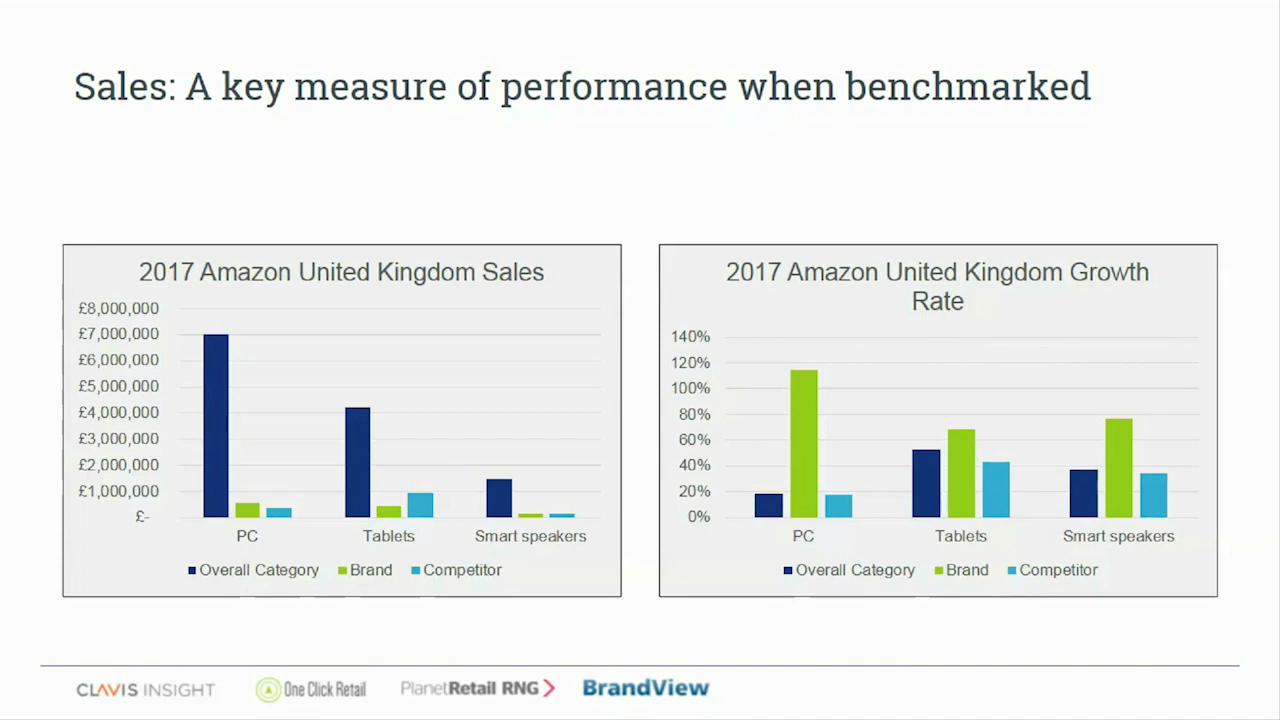 Sales: A key measure of performance when benchmarked
2017 Amazon United Kingdom Sales
£8,000,000
£7,000,000
£6,000,000
£5,000,000
£4,000,000
£3,000,000
£2,000,000
£1,000,000
£-
PC Tablets Smart speakers
Overall Category Brand Competitor
2017 Amazon United Kingdom Growth
Rate
140%
120%
100%
80%
60%
40%
20%
0%
PC Tablets Smart speakers
Overall Category Brand Competitor
CLAVIS INSIGHT One Click Retail PlanetRetail RNG BrandView